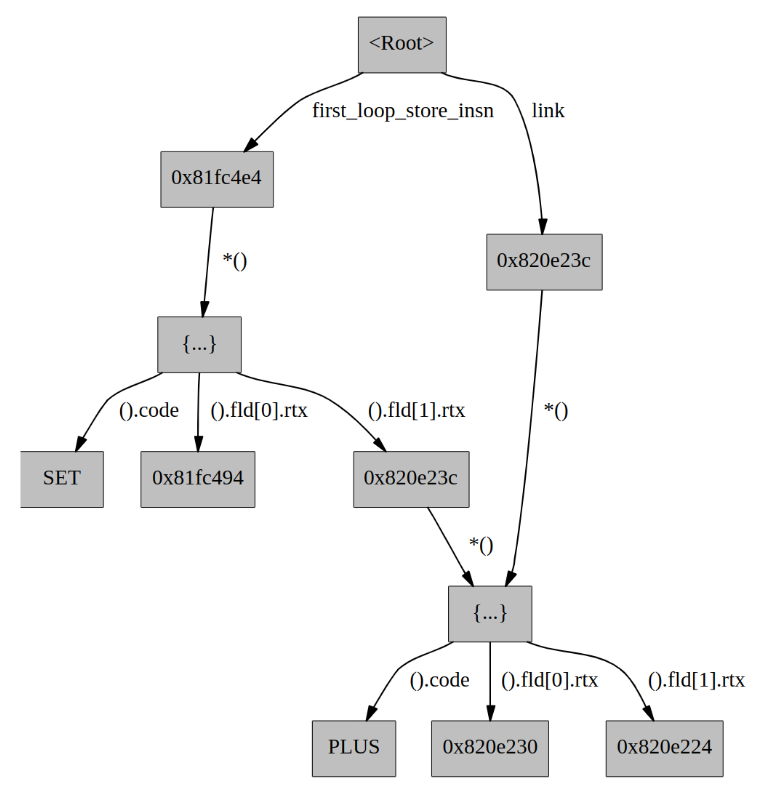 <Root>
first_loop_store_insn
link
0x81fc4e4
*()
0x820e23c
{...}
*()
().code
().fld[0].rtx
().fld[1].rtx
SET
0x81fc494
0x820e23c
*()
{...}
().code
().fld[0].rtx
().fld[1].rtx
PLUS
0x820e230
0x820e224